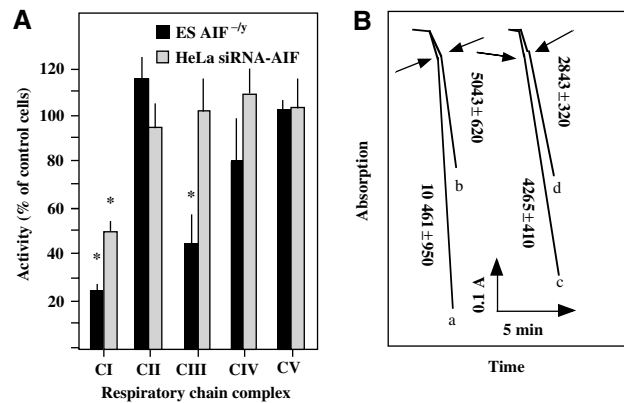 A
ES AIF −/y
HeLa siRNA-AIF
Activity (% of control cells)
120
100
80
60
40
20
*
*
*
CI
CII
CIII
CIV
CV
Respiratory chain complex
B
Absorption
10 461±950
5043±620
4265±410
2843±320
a
b
c
d
0.1 A
5 min
Time